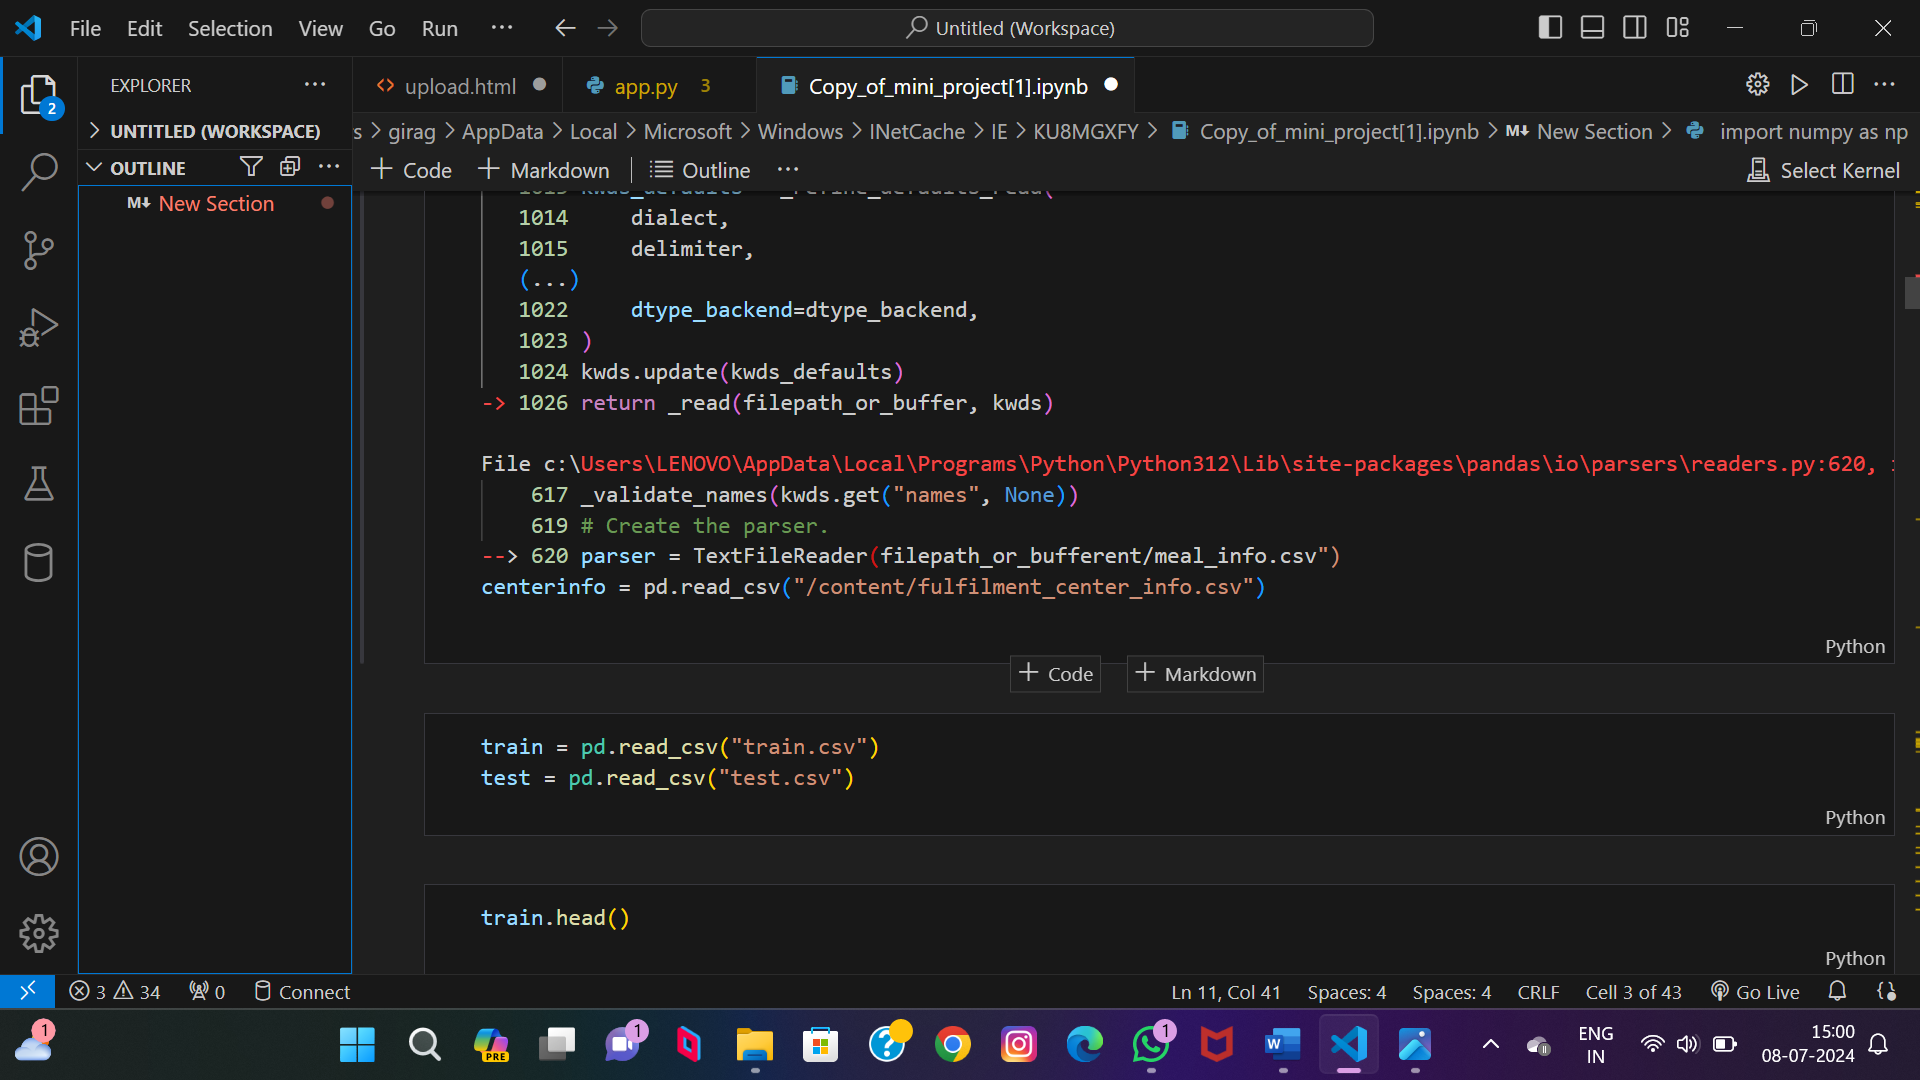 File Edit Selection View Go Run ··· Untitled (Workspace)
EXPLORER ···
upload.html
app.py 3
Copy_of_mini_project[1].ipynb
2
UNTITLED (WORKSPACE)
s > girag > AppData > Local > Microsoft > Windows > INetCache > IE > KU8MGXFY > Copy_of_mini_project[1].ipynb > M↓ New Section > import numpy as np
OUTLINE ···
+ Code + Markdown Outline ··· Select Kernel
M↓ New Section
1014 dialect,
1015 delimiter,
(...)
1022 dtype_backend=dtype_backend,
1023 )
1024 kwds.update(kwds_defaults)
-> 1026 return _read(filepath_or_buffer, kwds)
File c:\Users\LENOVO\AppData\Local\Programs\Python\Python312\Lib\site-packages\pandas\io\parsers\readers.py:620,
617 _validate_names(kwds.get("names", None))
619 # Create the parser.
--> 620 parser = TextFileReader(filepath_or_bufferent/meal_info.csv")
centerinfo = pd.read_csv("/content/fulfilment_center_info.csv")
Python
+ Code + Markdown
train = pd.read_csv("train.csv")
test = pd.read_csv("test.csv")
Python
train.head()
Python
3 34 0 Connect Ln 11, Col 41 Spaces: 4 Spaces: 4 CRLF Cell 3 of 43 Go Live
1 PRE 1 1 W ENG
IN
15:00
08-07-2024